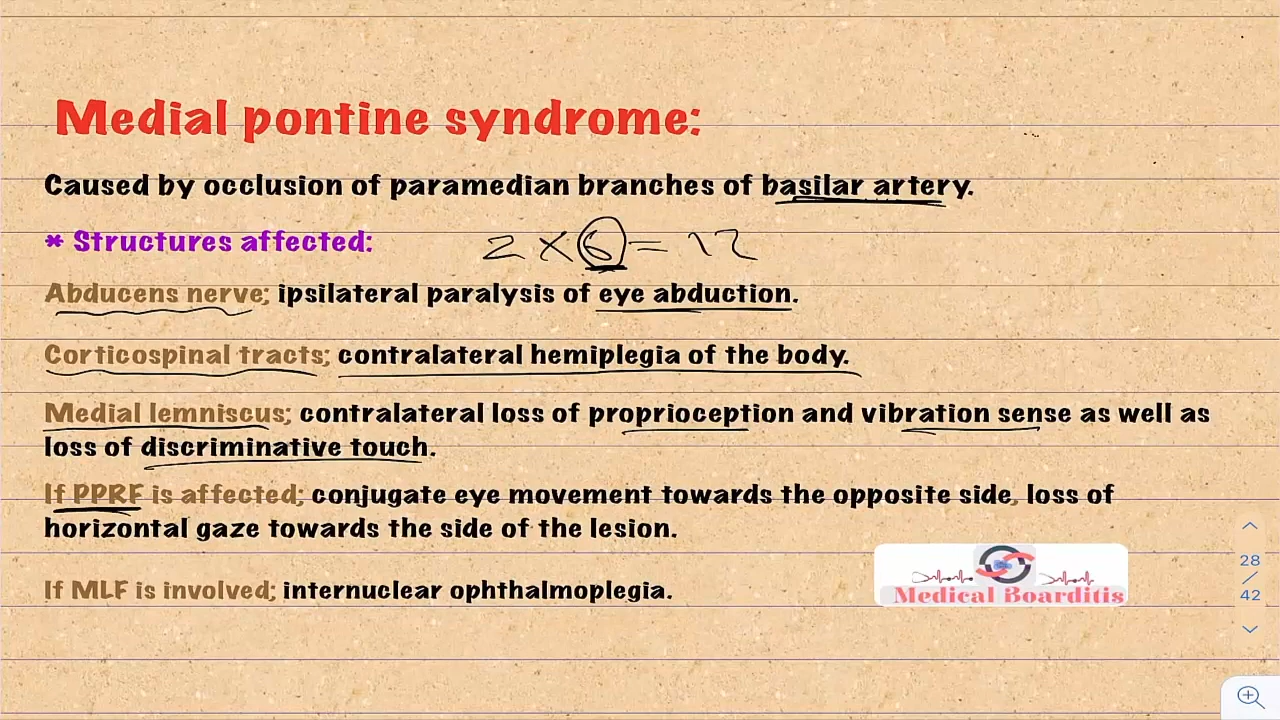 Medial pontine syndrome:
Caused by occlusion of paramedian branches of basilar artery.
* Structures affected:
2 × 6 = 12
Abducens nerve; ipsilateral paralysis of eye abduction.
Corticospinal tracts; contralateral hemiplegia of the body.
Medial lemniscus; contralateral loss of proprioception and vibration sense as well as
loss of discriminative touch.
If PPRF is affected; conjugate eye movement towards the opposite side, loss of
horizontal gaze towards the side of the lesion.
If MLF is involved; internuclear ophthalmoplegia.
Medical Boarditis
28
/
42